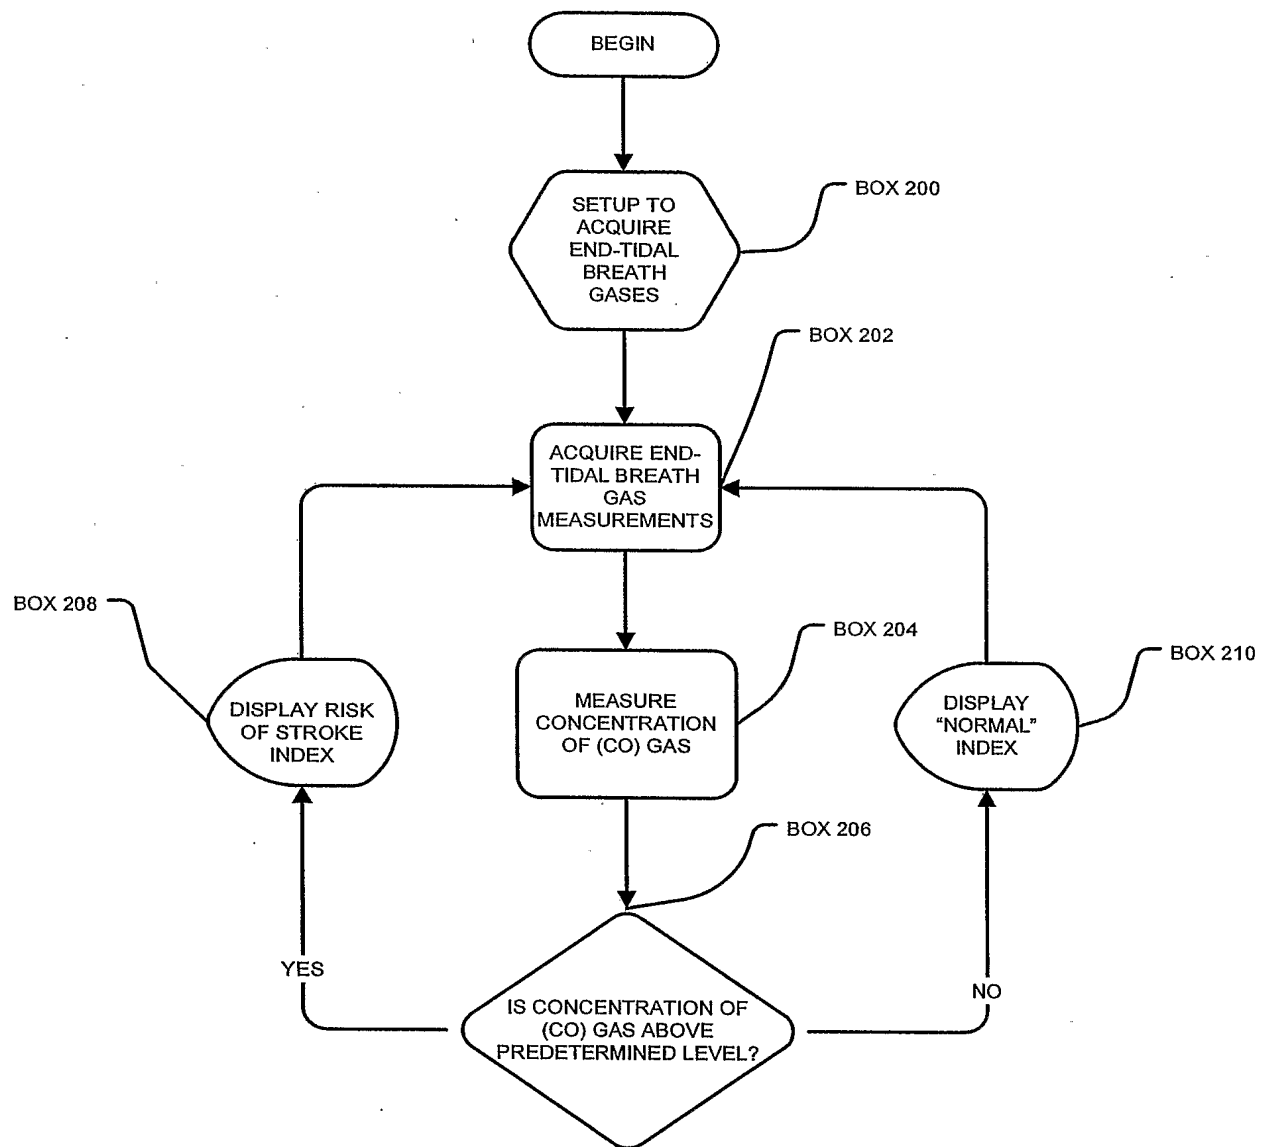 BEGIN
SETUP TO
ACQUIRE
END-TIDAL
BREATH
GASES
BOX 200
BOX 202
ACQUIRE END-
TIDAL BREATH
GAS
MEASUREMENTS
BOX 208
BOX 204
BOX 210
DISPLAY RISK
OF STROKE
INDEX
MEASURE
CONCENTRATION
OF (CO) GAS
DISPLAY
“NORMAL”
INDEX
BOX 206
YES
NO
IS CONCENTRATION OF
(CO) GAS ABOVE
PREDETERMINED LEVEL?